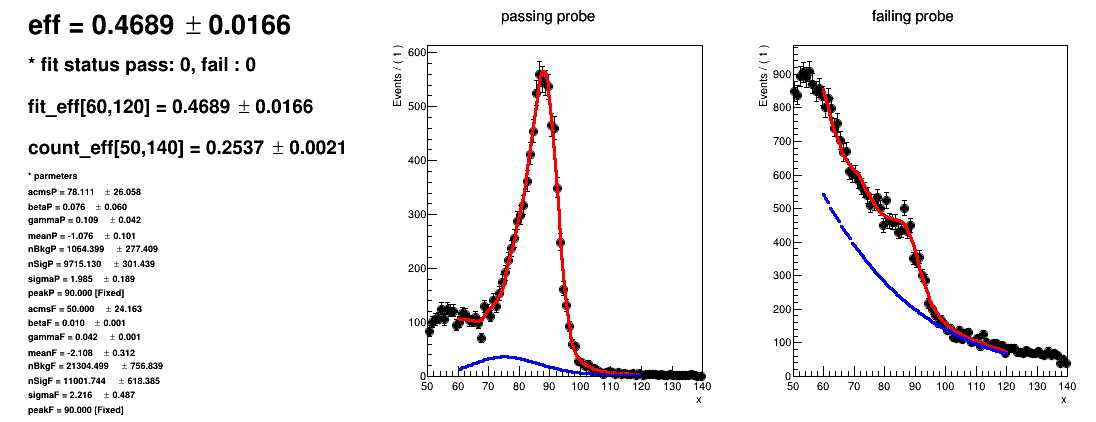 eff = 0.4689 ± 0.0166
* fit status pass: 0, fail : 0
fit_eff[60,120] = 0.4689 ± 0.0166
count_eff[50,140] = 0.2537 ± 0.0021
* parmeters
acmsP = 78.111 ± 26.058
betaP = 0.076 ± 0.060
gammaP = 0.109 ± 0.042
meanP = -1.076 ± 0.101
nBkgP = 1064.399 ± 277.409
nSigP = 9715.130 ± 301.439
sigmaP = 1.985 ± 0.189
peakP = 90.000 [Fixed]
acmsF = 50.000 ± 24.163
betaF = 0.010 ± 0.001
gammaF = 0.042 ± 0.001
meanF = -2.108 ± 0.312
nBkgF = 21304.499 ± 756.839
nSigF = 11001.744 ± 618.385
sigmaF = 2.216 ± 0.487
peakF = 90.000 [Fixed]
passing probe
Events / ( 1 )
600
500
400
300
200
100
0
50 60 70 80 90 100 110 120 130 140
x
failing probe
Events / ( 1 )
900
800
700
600
500
400
300
200
100
0
50 60 70 80 90 100 110 120 130 140
x